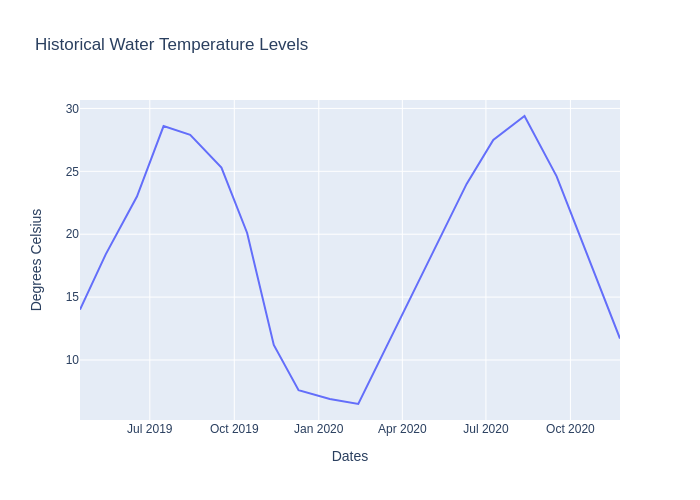 Historical Water Temperature Levels
30
25
20
15
10
Degrees Celsius
Jul 2019
Oct 2019
Jan 2020
Apr 2020
Jul 2020
Oct 2020
Dates